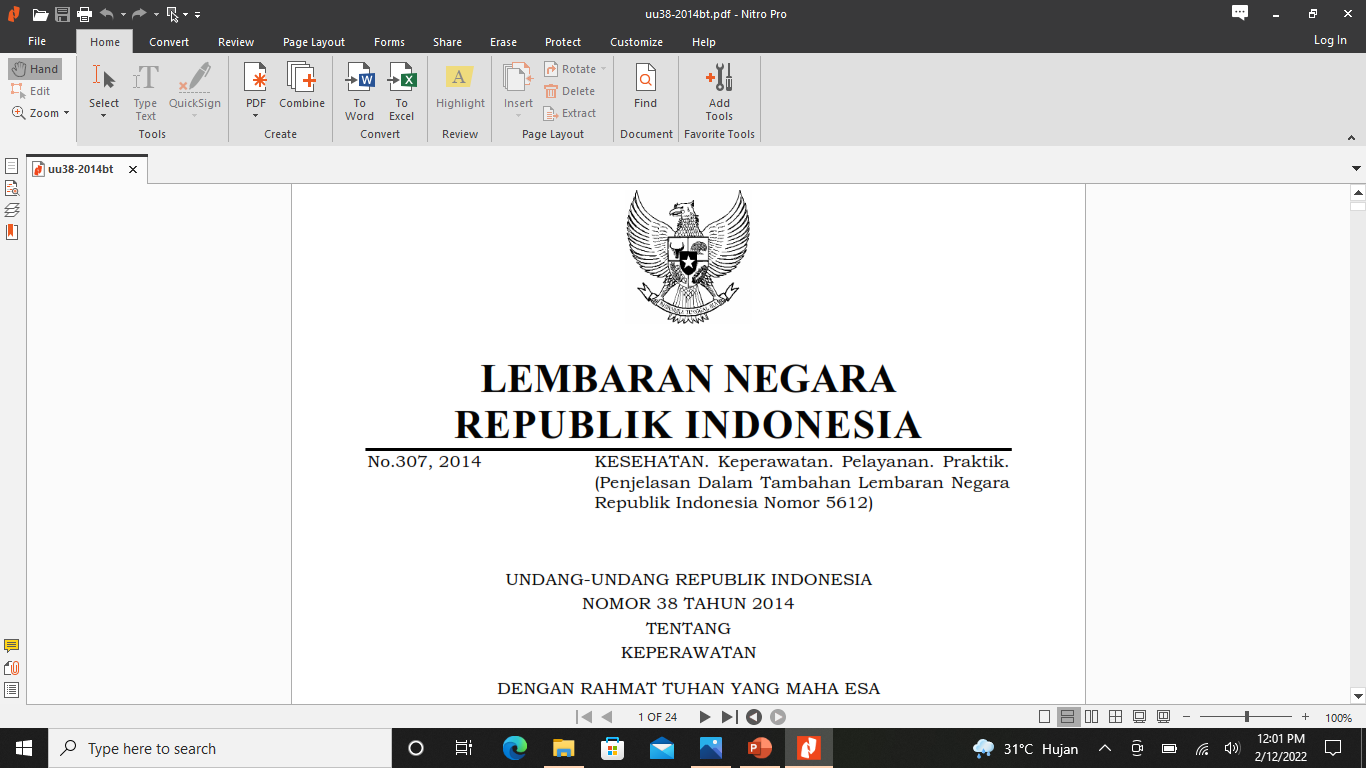 uu38-2014bt.pdf - Nitro Pro
File
Home
Convert
Review
Page Layout
Forms
Share
Erase
Protect
Customize
Help
Log In
Hand
Edit
Zoom
Select
Type Text
QuickSign
Tools
PDF
Combine
Create
To Word
To Excel
Convert
Highlight
Review
Insert
Rotate
Delete
Extract
Page Layout
Find
Document
Add Tools
Favorite Tools
uu38-2014bt
LEMBARAN NEGARA
REPUBLIK INDONESIA
No.307, 2014
KESEHATAN. Keperawatan. Pelayanan. Praktik.
(Penjelasan Dalam Tambahan Lembaran Negara
Republik Indonesia Nomor 5612)
UNDANG-UNDANG REPUBLIK INDONESIA
NOMOR 38 TAHUN 2014
TENTANG
KEPERAWATAN
DENGAN RAHMAT TUHAN YANG MAHA ESA
1 OF 24
100%
Type here to search
31°C Hujan
12:01 PM
2/12/2022